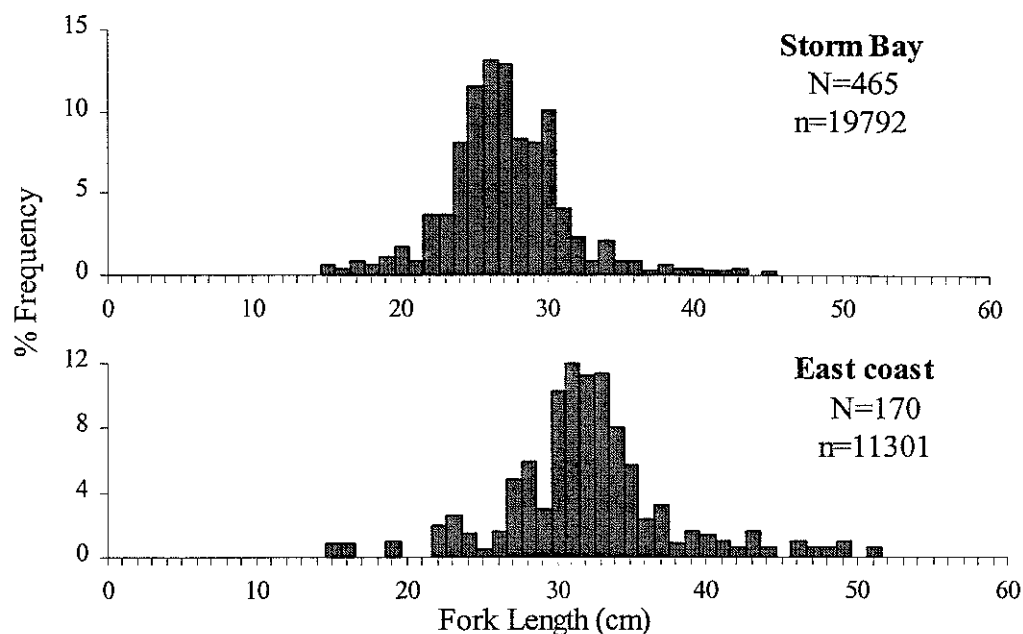 15
10
5
0
% Frequency
Storm Bay
N=465
n=19792
0 10 20 30 40 50 60
12
8
4
0
East coast
N=170
n=11301
0 10 20 30 40 50 60
Fork Length (cm)